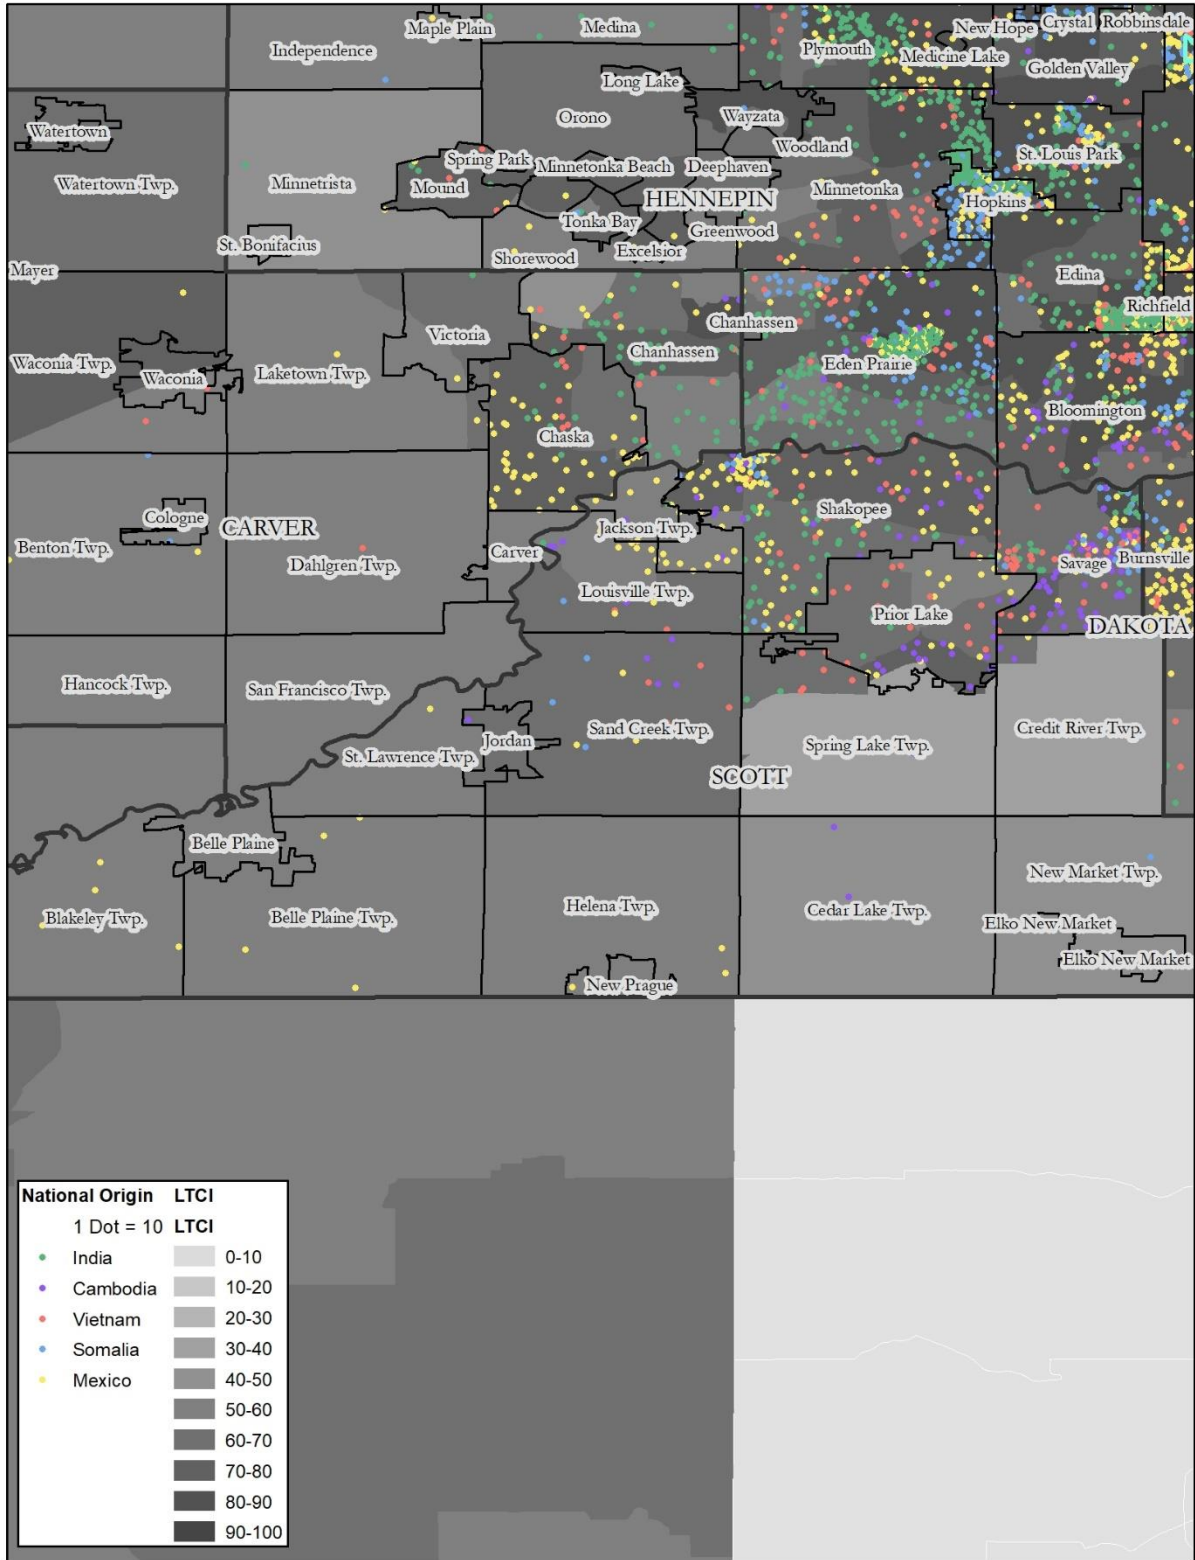 Maple Plain
Medina
Independence
Plymouth
New Hope
Crystal
Robbinsdale
Medicine Lake
Golden Valley
Long Lake
Orono
Wayzata
Woodland
Watertown
Watertown Twp.
Minnetrista
Spring Park
Minnetonka Beach
Deephaven
Mound
HENNEPIN
Minnetonka
St. Louis Park
Hopkins
Tonka Bay
Greenwood
Excelsior
Shorewood
St. Bonifacius
Mayer
Edina
Richfield
Victoria
Chanhassen
Chanhassen
Waconia Twp.
Waconia
Laketown Twp.
Eden Prairie
Bloomington
Chaska
Cologne
CARVER
Benton Twp.
Dahlgren Twp.
Carver
Jackson Twp.
Shakopee
Louisville Twp.
Savage
Burnsville
Prior Lake
DAKOTA
Hancock Twp.
San Francisco Twp.
St. Lawrence Twp.
Jordan
Sand Creek Twp.
Spring Lake Twp.
Credit River Twp.
SCOTT
Belle Plaine
Blakeley Twp.
Belle Plaine Twp.
Helena Twp.
Cedar Lake Twp.
New Market Twp.
Elko New Market
Elko New Market
New Prague
National Origin LTCI
1 Dot = 10 LTCI
India 0-10
Cambodia 10-20
Vietnam 20-30
Somalia 30-40
Mexico 40-50
50-60
60-70
70-80
80-90
90-100